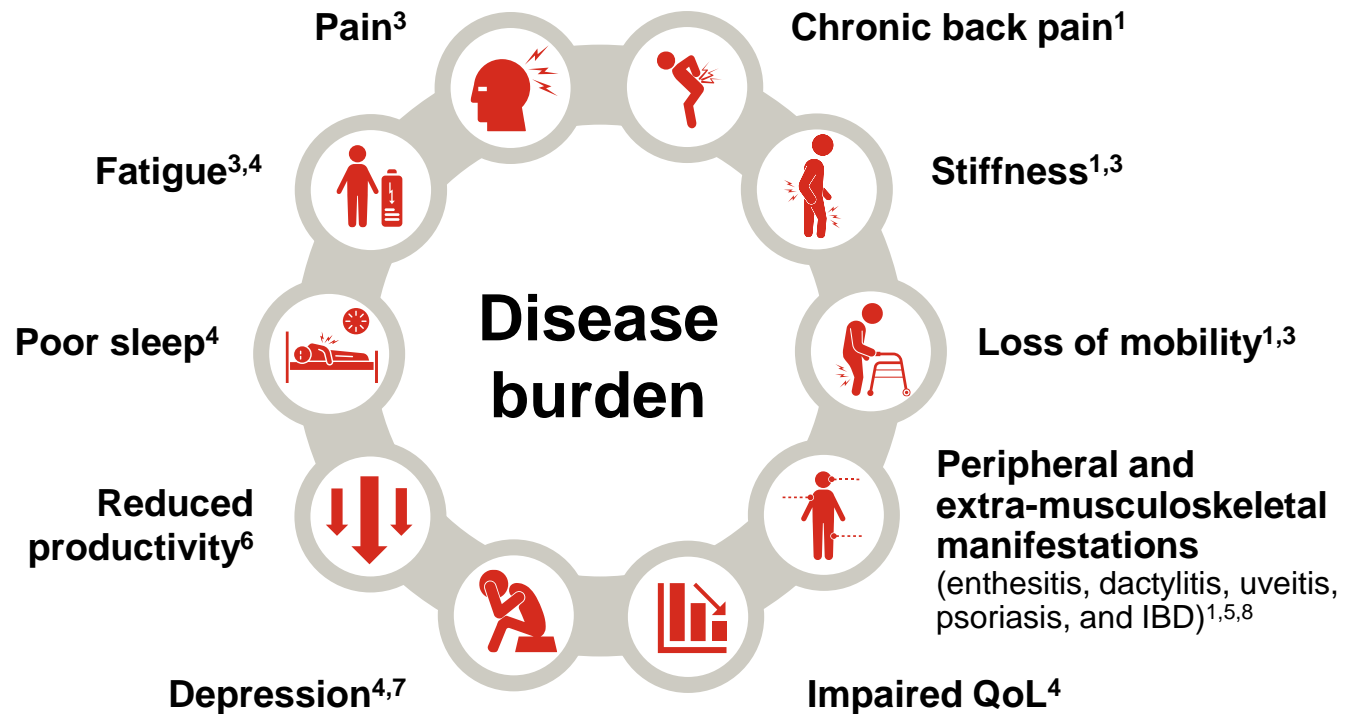 Pain³
Chronic back pain¹
Fatigue³,⁴
Stiffness¹,³
Poor sleep⁴
Disease
burden
Loss of mobility¹,³
Reduced
productivity⁶
Peripheral and
extra-musculoskeletal
manifestations
(enthesitis, dactylitis, uveitis,
psoriasis, and IBD)¹,⁵,⁸
Depression⁴,⁷
Impaired QoL⁴